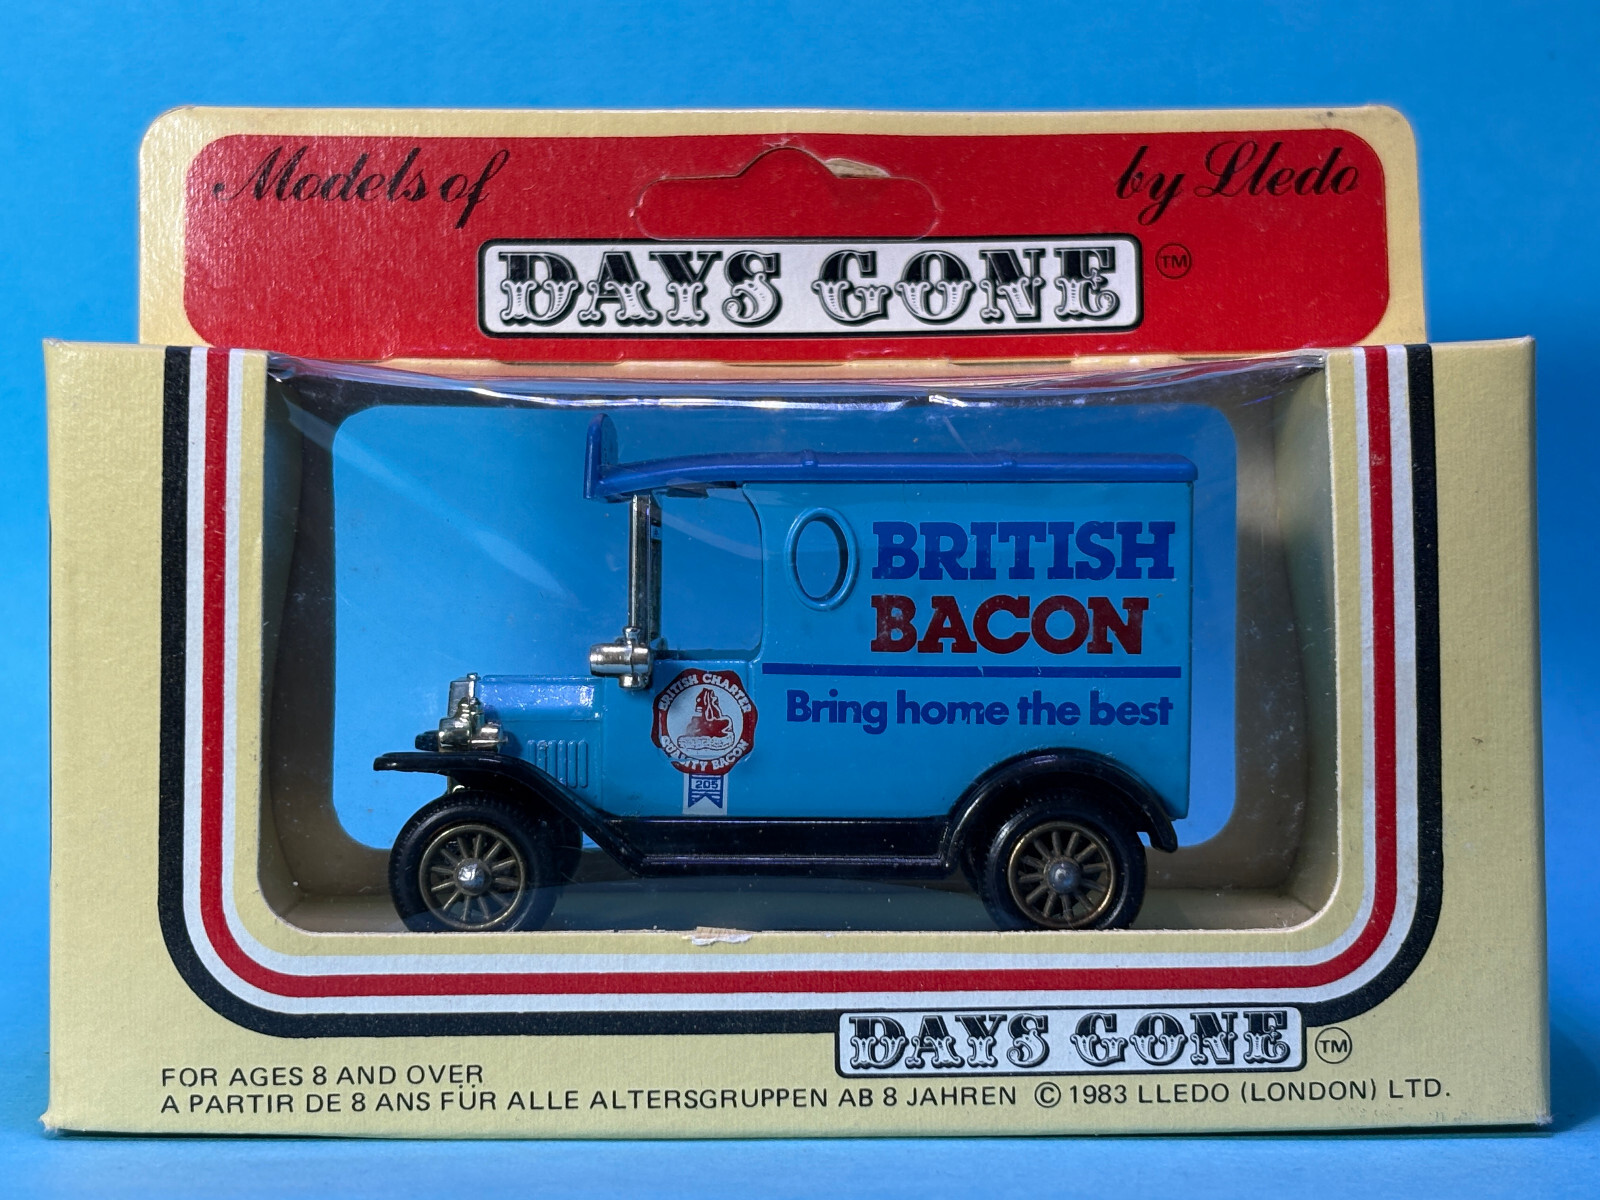 Models of
by Lledo
DAYS GONE
TM
BRITISH
BACON
Bring home the best
BRITISH CHARTER
QUALITY BACON
205
DAYS GONE
TM
FOR AGES 8 AND OVER
A PARTIR DE 8 ANS FÜR ALLE ALTERSGRUPPEN AB 8 JAHREN © 1983 LLEDO (LONDON) LTD.